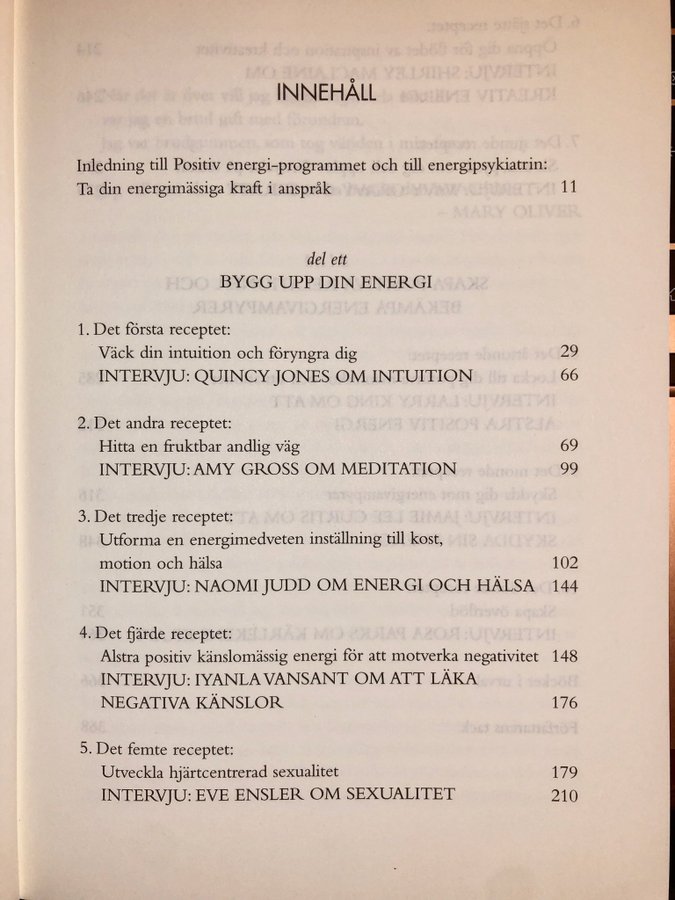 INNEHÅLL
Inledning till Positiv energi-programmet och till energipsykiatrin:
Ta din energimässiga kraft i anspråk 11
del ett
BYGG UPP DIN ENERGI
1. Det första receptet:
Väck din intuition och föryngra dig 29
INTERVJU: QUINCY JONES OM INTUITION 66
2. Det andra receptet:
Hitta en fruktbar andlig väg 69
INTERVJU: AMY GROSS OM MEDITATION 99
3. Det tredje receptet:
Utforma en energimedveten inställning till kost,
motion och hälsa 102
INTERVJU: NAOMI JUDD OM ENERGI OCH HÄLSA 144
4. Det fjärde receptet:
Alstra positiv känslomässig energi för att motverka negativitet 148
INTERVJU: IYANLA VANSANT OM ATT LÄKA
NEGATIVA KÄNSLOR 176
5. Det femte receptet:
Utveckla hjärtcentrerad sexualitet 179
INTERVJU: EVE ENSLER OM SEXUALITET 210